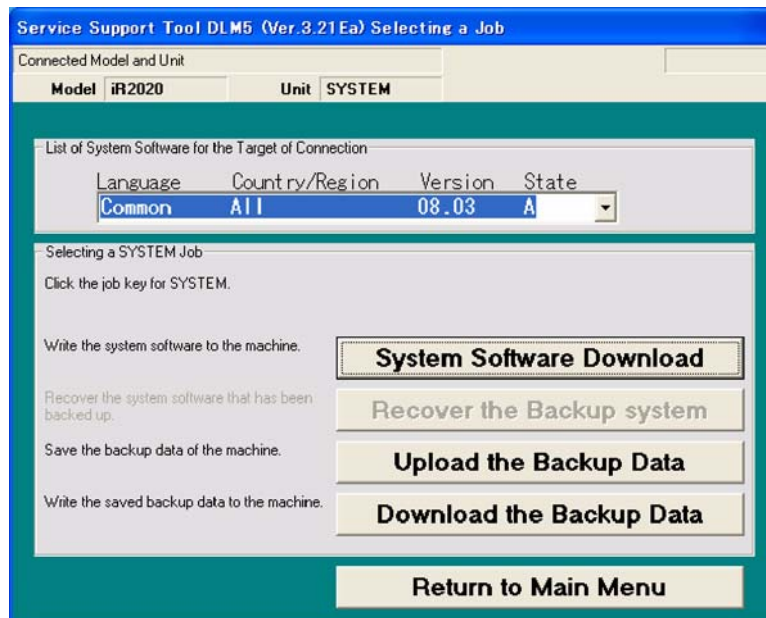 Service Support Tool DLM5 (Ver.3.21Ea) Selecting a Job
Connected Model and Unit
Model iR2020 Unit SYSTEM
List of System Software for the Target of Connection
Language Country/Region Version State
Common All 08.03 A
Selecting a SYSTEM Job
Click the job key for SYSTEM.
Write the system software to the machine.
System Software Download
Recover the system software that has been
backed up.
Recover the Backup system
Save the backup data of the machine.
Upload the Backup Data
Write the saved backup data to the machine.
Download the Backup Data
Return to Main Menu